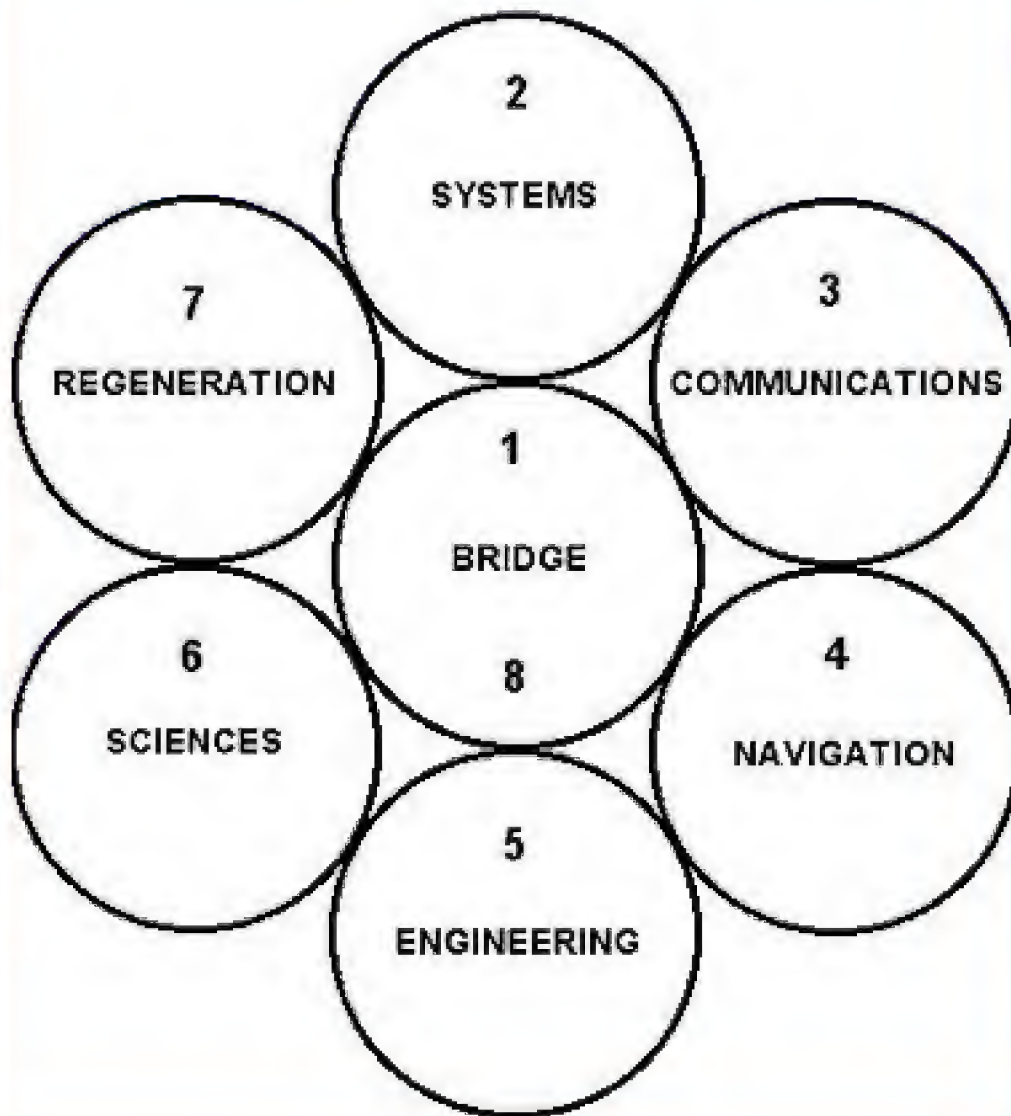 2
SYSTEMS
7
REGENERATION
3
COMMUNICATIONS
1
BRIDGE
8
6
SCIENCES
4
NAVIGATION
5
ENGINEERING